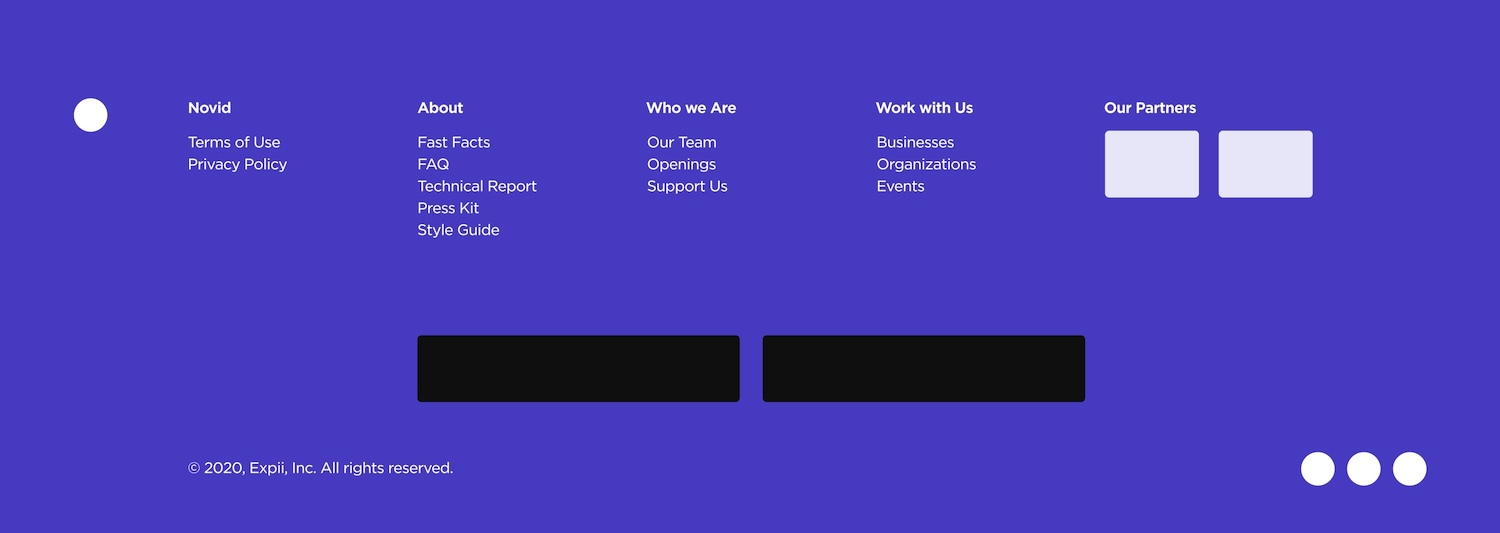 Novid
Terms of Use
Privacy Policy
About
Fast Facts
FAQ
Technical Report
Press Kit
Style Guide
Who we Are
Our Team
Openings
Support Us
Work with Us
Businesses
Organizations
Events
Our Partners
© 2020, Expii, Inc. All rights reserved.